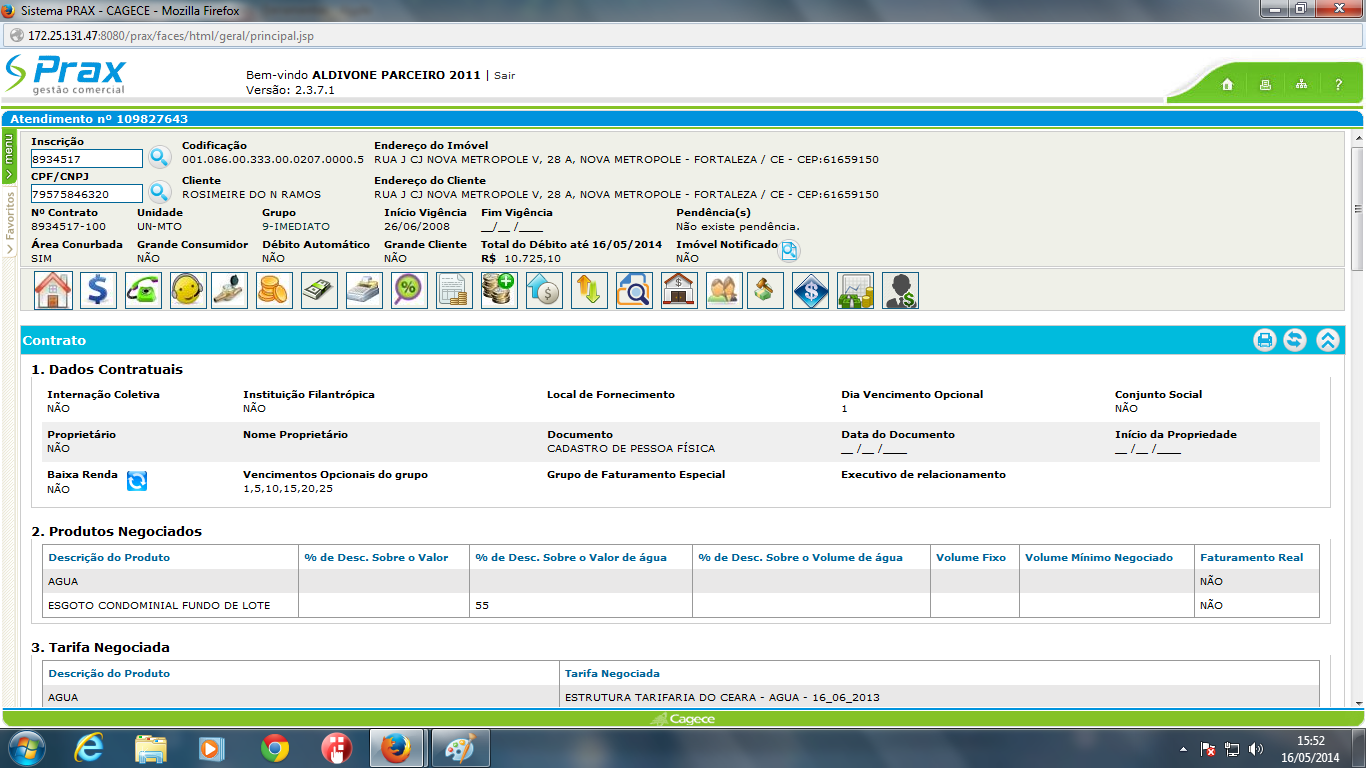 Sistema PRAX - CAGECE - Mozilla Firefox
172.25.131.47:8080/prax/faces/html/geral/principal.jsp
Prax
gestão comercial
Bem-vindo ALDIVONE PARCEIRO 2011 | Sair
Versão: 2.3.7.1
?
Atendimento nº 109827643
menu
Favoritos
Inscrição Codificação Endereço do Imóvel
8934517 001.086.00.333.00.0207.0000.5 RUA J CJ NOVA METROPOLE V, 28 A, NOVA METROPOLE - FORTALEZA / CE - CEP:61659150
CPF/CNPJ Cliente Endereço do Cliente
79575846320 ROSIMEIRE DO N RAMOS RUA J CJ NOVA METROPOLE V, 28 A, NOVA METROPOLE - FORTALEZA / CE - CEP:61659150
Nº Contrato Unidade Grupo Início Vigência Fim Vigência Pendência(s)
8934517-100 UN-MTO 9-IMEDIATO 26/06/2008 __/__ /____ Não existe pendência.
Área Conurbada Grande Consumidor Débito Automático Grande Cliente Total do Débito até 16/05/2014 Imóvel Notificado
SIM NÃO NÃO NÃO R$ 10.725,10 NÃO
Contrato
1. Dados Contratuais
Internação Coletiva Instituição Filantrópica Local de Fornecimento Dia Vencimento Opcional Conjunto Social
NÃO NÃO 1 NÃO
Proprietário Nome Proprietário Documento Data do Documento Início da Propriedade
NÃO CADASTRO DE PESSOA FÍSICA __ /__ /____ __ /__ /____
Baixa Renda Vencimentos Opcionais do grupo Grupo de Faturamento Especial Executivo de relacionamento
NÃO 1,5,10,15,20,25
2. Produtos Negociados
Descrição do Produto % de Desc. Sobre o Valor % de Desc. Sobre o Valor de água % de Desc. Sobre o Volume de água Volume Fixo Volume Mínimo Negociado Faturamento Real
AGUA NÃO
ESGOTO CONDOMINIAL FUNDO DE LOTE 55 NÃO
3. Tarifa Negociada
Descrição do Produto Tarifa Negociada
AGUA ESTRUTURA TARIFARIA DO CEARA - AGUA - 16_06_2013
Cagece
15:52
16/05/2014